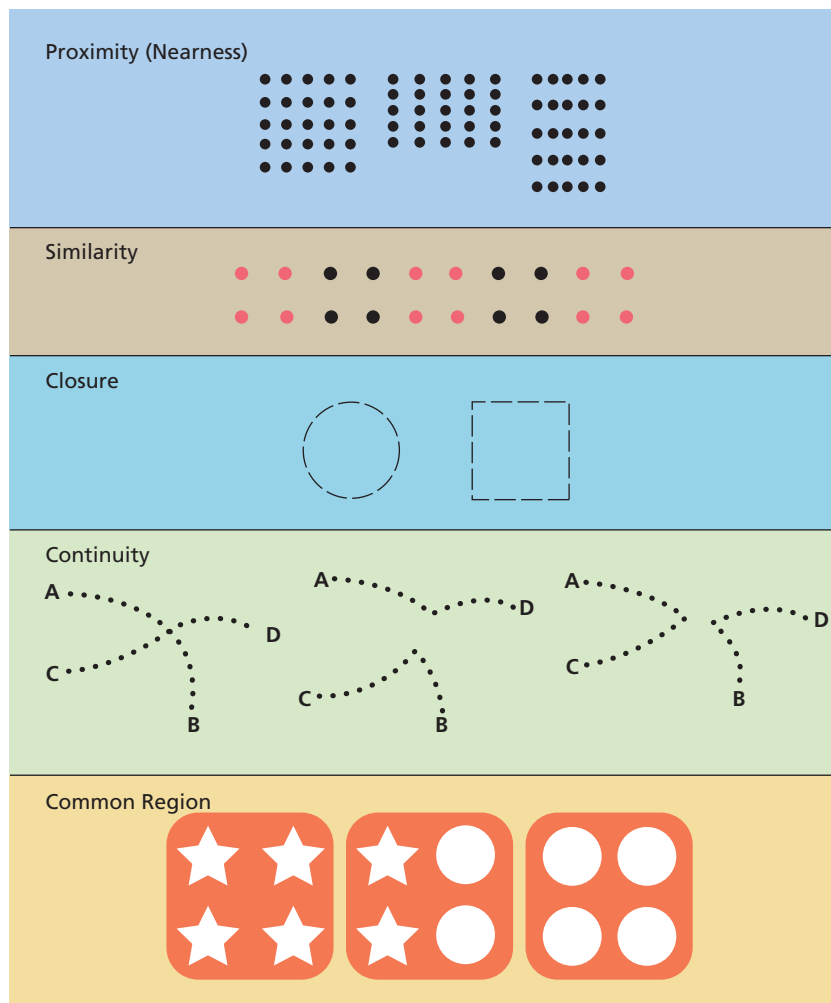 Proximity (Nearness)
Similarity
Closure
Continuity
A
D
C
B
A
D
C
B
A
D
C
B
Common Region